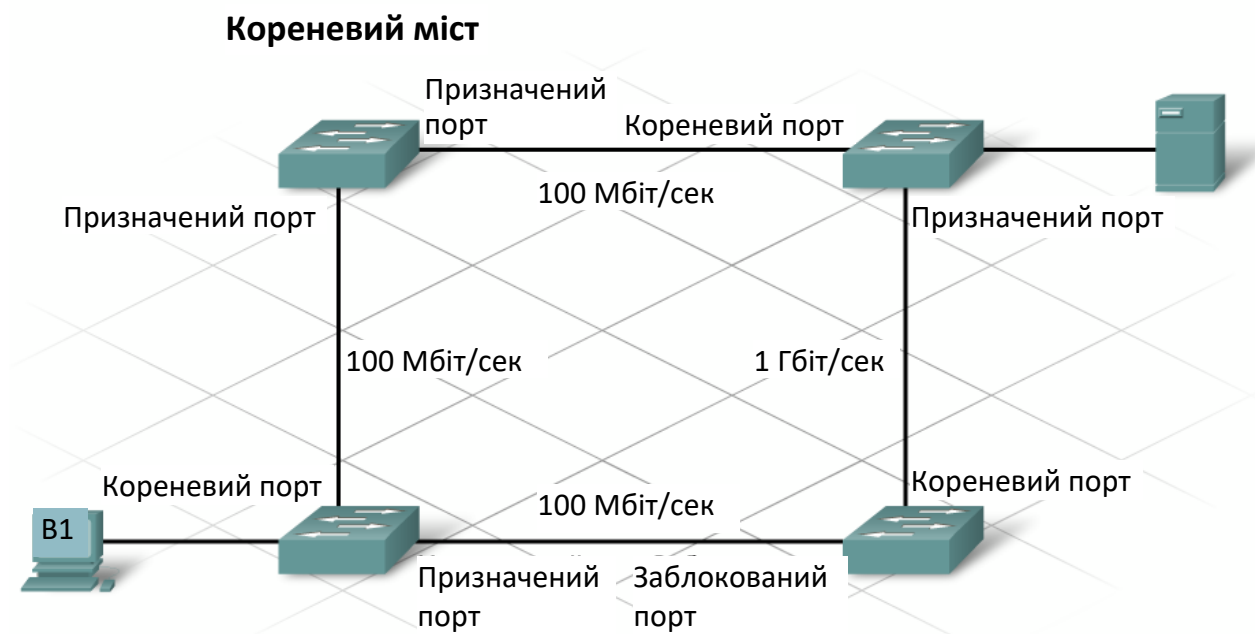 Кореневий міст
Призначений
порт
Кореневий порт
100 Мбіт/сек
Призначений порт
Призначений порт
100 Мбіт/сек
1 Гбіт/сек
Кореневий порт
Кореневий порт
100 Мбіт/сек
В1
Призначений
порт
Заблокований
порт